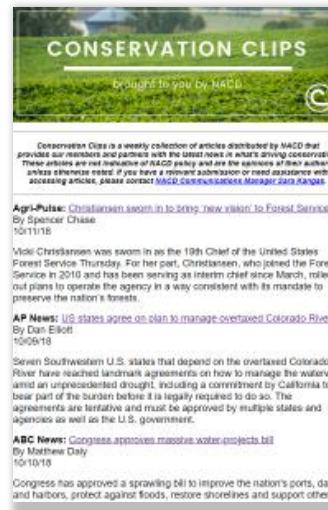 CONSERVATION CLIPS
brought to you by NACD
Conservation Clips is a weekly collection of articles distributed by NACD that
provides our members and partners with the latest news in what's driving conservati
These articles are not indicative of NACD policy and are the opinions of their author
unless otherwise noted. If you have a relevant submission or need assistance with
accessing articles, please contact NACD Communications Manager Sara Kangas.
Agri-Pulse: Christiansen sworn in to bring 'new vision' to Forest Service
By Spencer Chase
10/11/18
Vicki Christiansen was sworn in as the 19th Chief of the United States
Forest Service Thursday. For her part, Christiansen, who joined the Fore
Service in 2010 and has been serving as interim chief since March, rolle
out plans to operate the agency in a way consistent with its mandate to
preserve the nation's forests.
AP News: US states agree on plan to manage overtaxed Colorado Rive
By Dan Elliott
10/09/18
Seven Southwestern U.S. states that depend on the overtaxed Colorado
River have reached landmark agreements on how to manage the waterw
amid an unprecedented drought, including a commitment by California to
bear part of the burden before it is legally required to do so. The
agreements are tentative and must be approved by multiple states and
agencies as well as the U.S. government.
ABC News: Congress approves massive water-projects bill
By Matthew Daly
10/10/18
Congress has approved a sprawling bill to improve the nation's ports, da
and harbors, protect against floods, restore shorelines and support other